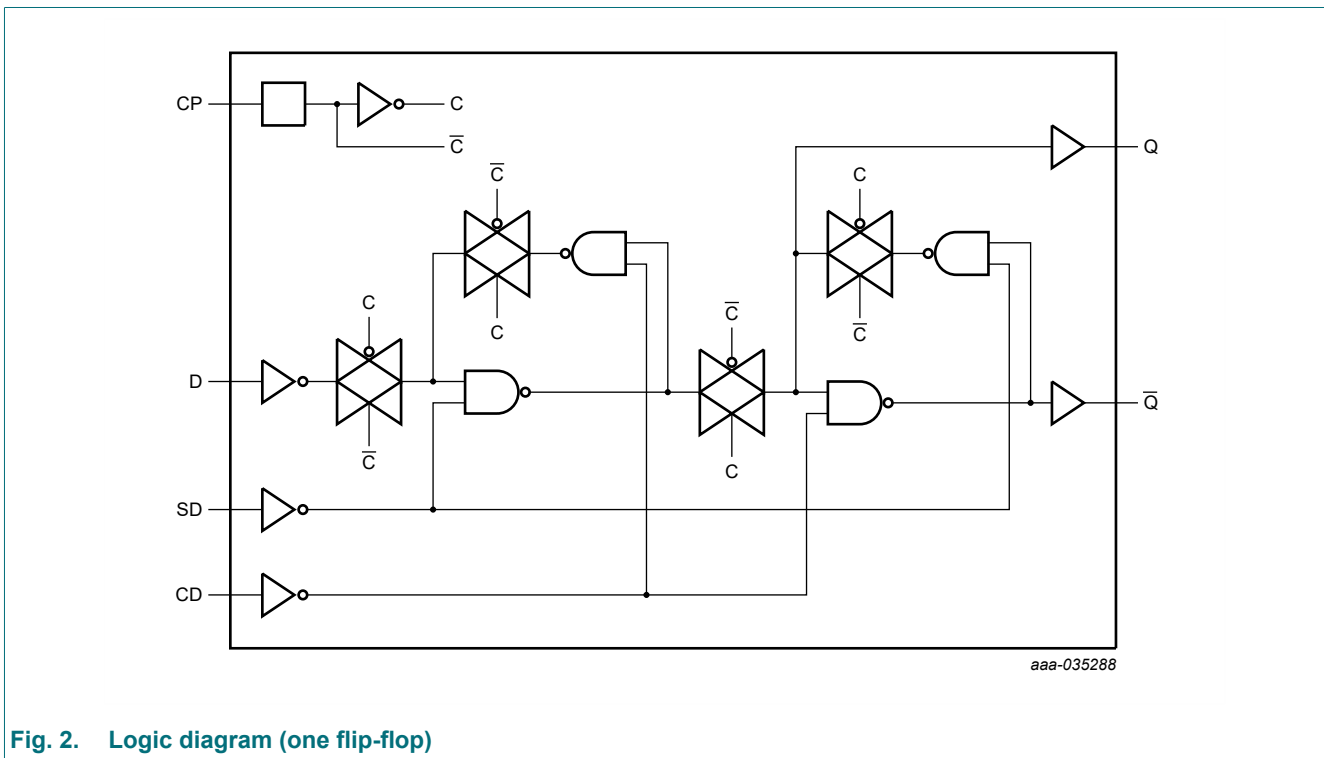 CP
C
C̅
Q
C̅
C
C
C
C̅
C̅
D
Q̅
C̅
C
SD
CD
aaa-035288
Fig. 2. Logic diagram (one flip-flop)